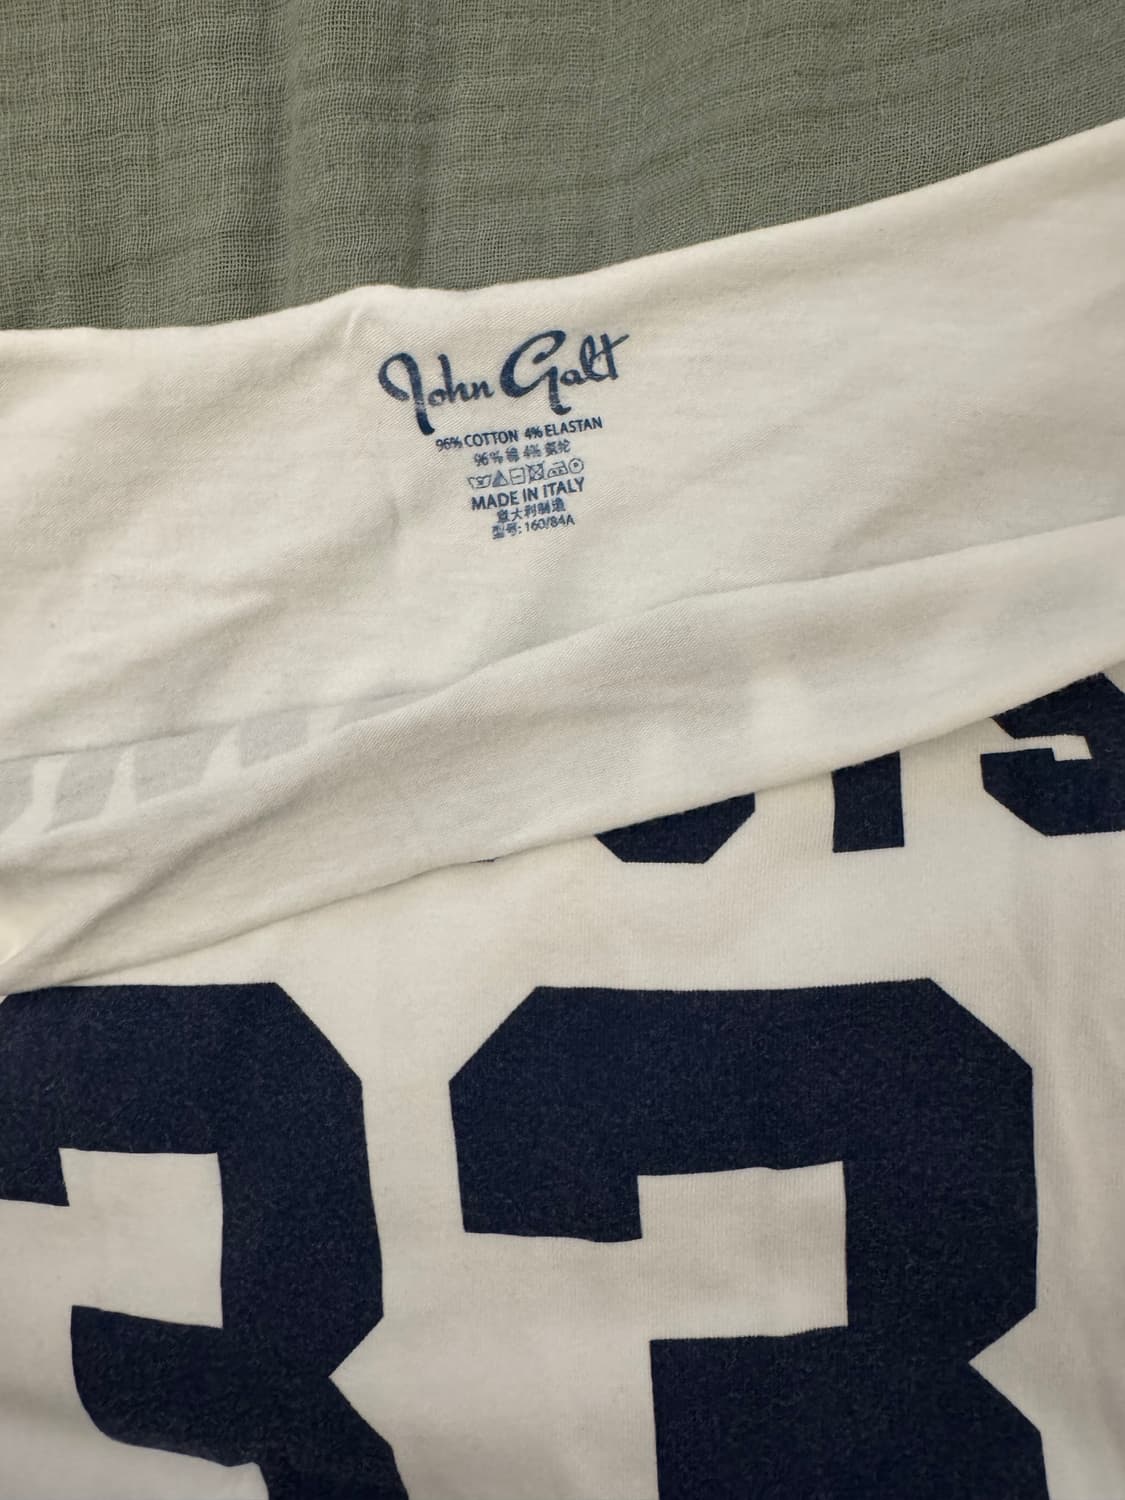 John Galt
96% COTTON 4% ELASTAN
96% 棉 4% 氨纶
MADE IN ITALY
意大利制造
型号: 160/84A
33